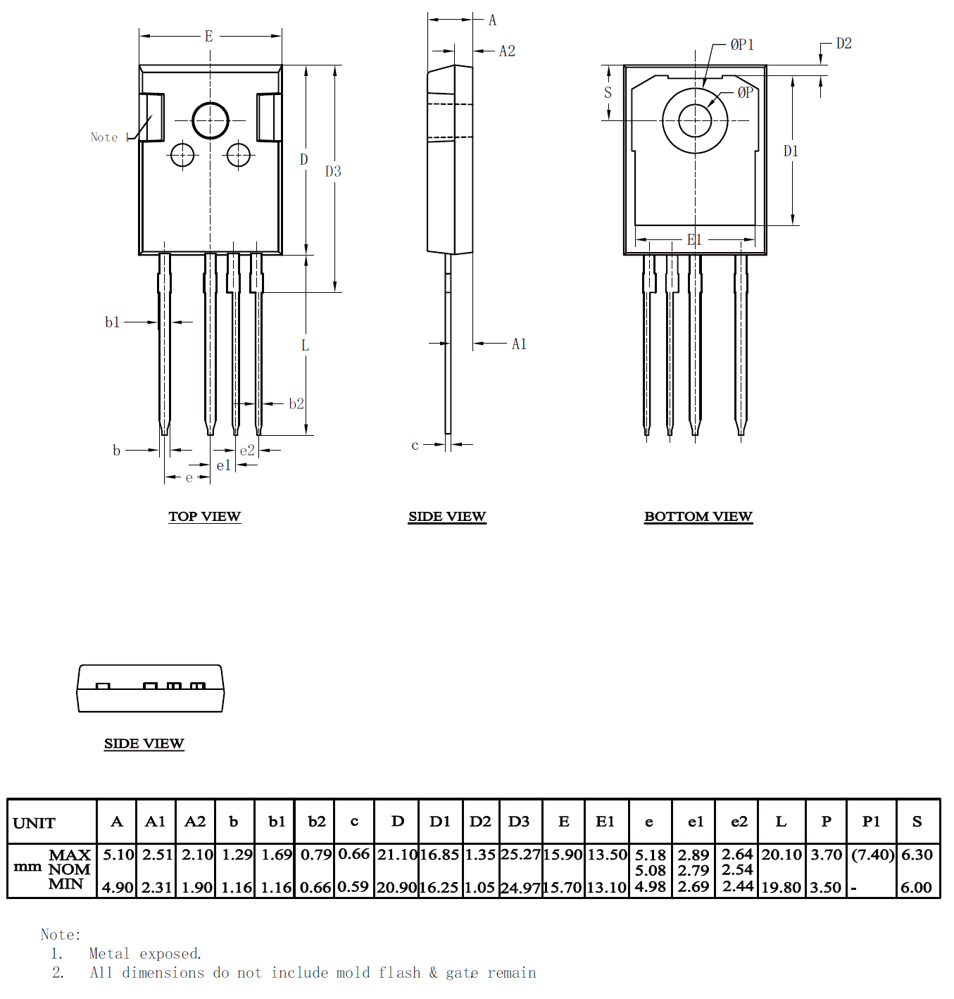 E
A
A2
ØP1
D2
S
ØP
Note 1
D
D3
D1
E1
b1
L
A1
b2
b
e2
c
e1
e
TOP VIEW
SIDE VIEW
BOTTOM VIEW
SIDE VIEW
UNIT A A1 A2 b b1 b2 c D D1 D2 D3 E E1 e e1 e2 L P P1 S
mm MAX 5.10 2.51 2.10 1.29 1.69 0.79 0.66 21.10 16.85 1.35 25.27 15.90 13.50 5.18 2.89 2.64 20.10 3.70 (7.40) 6.30
NOM 5.08 2.79 2.54
MIN 4.90 2.31 1.90 1.16 1.16 0.66 0.59 20.90 16.25 1.05 24.97 15.70 13.10 4.98 2.69 2.44 19.80 3.50 - 6.00
Note:
1. Metal exposed.
2. All dimensions do not include mold flash & gate remain